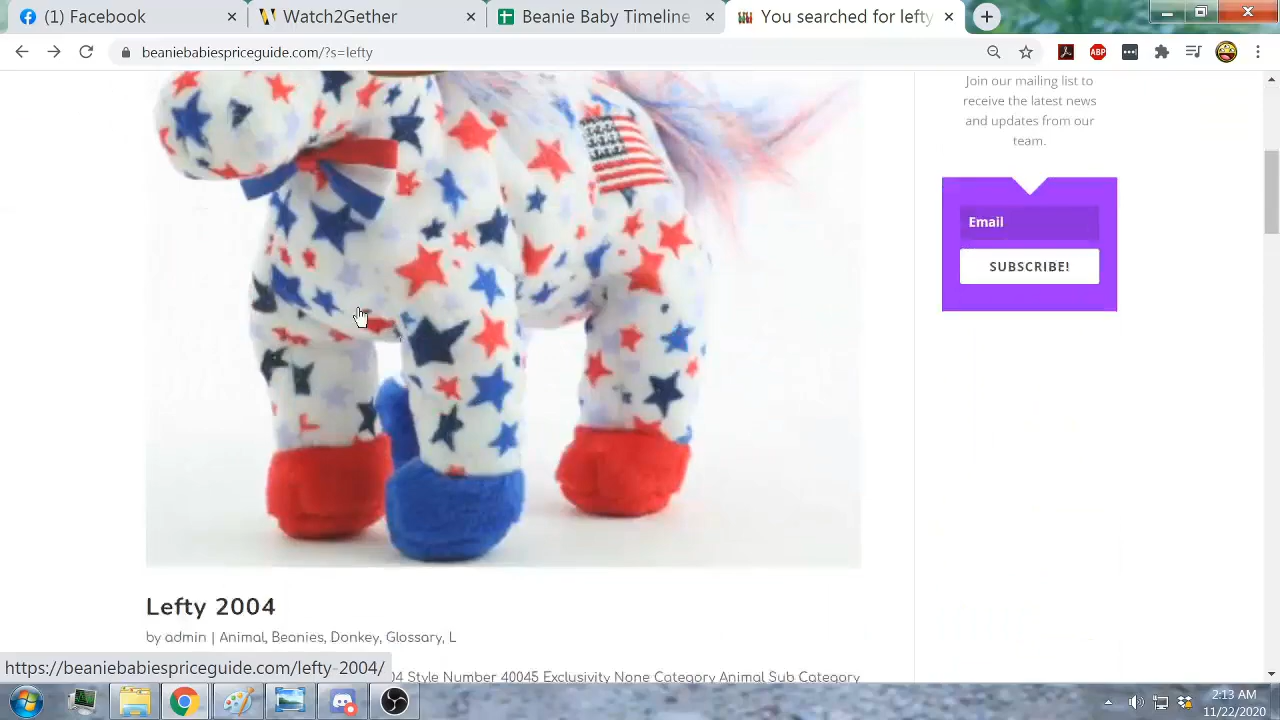 (1) Facebook
Watch2Gether
Beanie Baby Timeline
You searched for lefty
beaniebabiespriceguide.com/?s=lefty
ABP
Join our mailing list to
receive the latest news
and updates from our
team.
Email
SUBSCRIBE!
Lefty 2004
by admin | Animal, Beanies, Donkey, Glossary, L
04 Style Number 40045 Exclusivity None Category Animal Sub Category
https://beaniebabiespriceguide.com/lefty-2004/
2:13 AM
11/22/2020